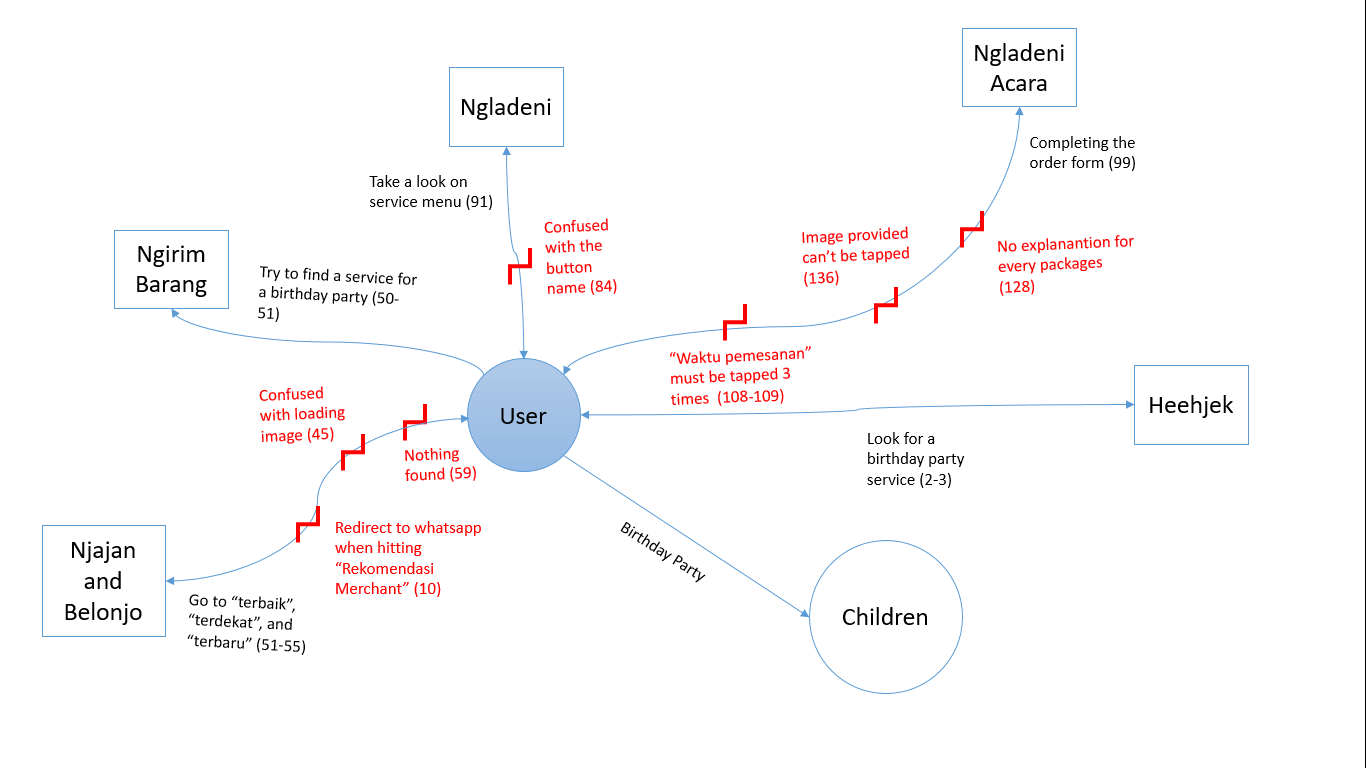 Ngladeni
Acara
Ngladeni
Completing the
order form (99)
Take a look on
service menu (91)
Confused
with the
button
name (84)
Image provided
can't be tapped
(136)
No explanantion for
every packages
(128)
Ngirim
Barang
Try to find a service for
a birthday party (50-
51)
“Waktu pemesanan”
must be tapped 3
times (108-109)
Confused
with loading
image (45)
User
Heehjek
Nothing
found (59)
Look for a
birthday party
service (2-3)
Redirect to whatsapp
when hitting
“Rekomendasi
Merchant” (10)
Birthday Party
Njajan
and
Belonjo
Go to “terbaik”,
“terdekat”, and
“terbaru” (51-55)
Children